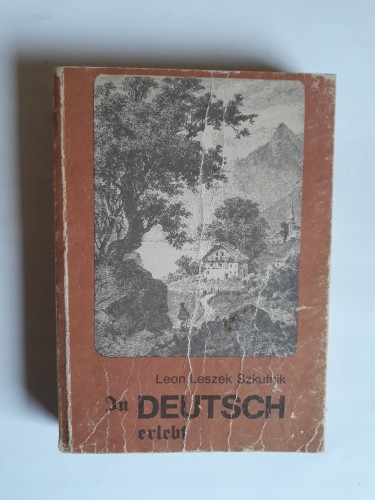 Leon Leszek Szkutnik
In DEUTSCH
erlebt